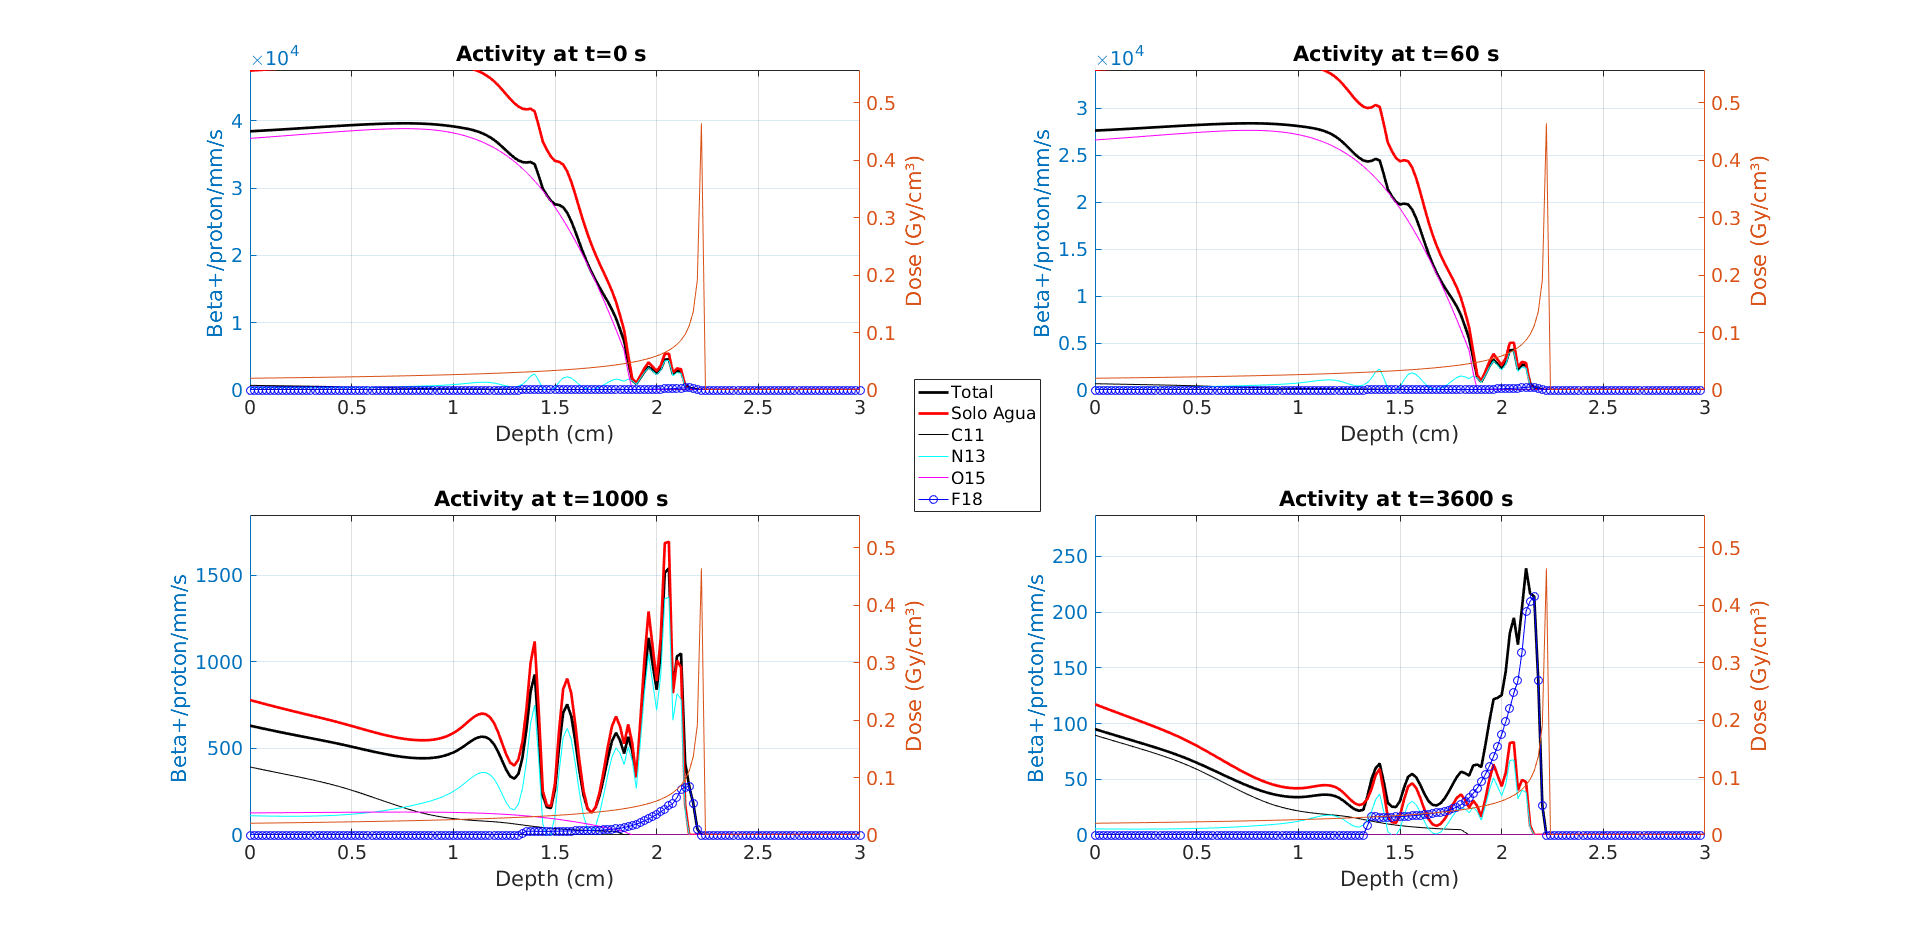 Activity at t=0 s
×10⁴
Beta+/proton/mm/s
4
3
2
1
0
0.5
0.4
0.3
0.2
0.1
0
Dose (Gy/cm³)
0 0.5 1 1.5 2 2.5 3
Depth (cm)
Activity at t=60 s
×10⁴
Beta+/proton/mm/s
3
2.5
2
1.5
1
0.5
0
0.5
0.4
0.3
0.2
0.1
0
Dose (Gy/cm³)
0 0.5 1 1.5 2 2.5 3
Depth (cm)
Total
Solo Agua
C11
N13
O15
F18
Activity at t=1000 s
Beta+/proton/mm/s
1500
1000
500
0
0.5
0.4
0.3
0.2
0.1
0
Dose (Gy/cm³)
0 0.5 1 1.5 2 2.5 3
Depth (cm)
Activity at t=3600 s
Beta+/proton/mm/s
250
200
150
100
50
0
0.5
0.4
0.3
0.2
0.1
0
Dose (Gy/cm³)
0 0.5 1 1.5 2 2.5 3
Depth (cm)